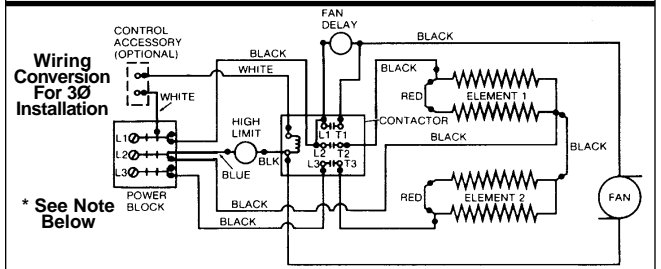 FAN
DELAY
CONTROL
ACCESSORY
(OPTIONAL)
BLACK
BLACK
Wiring
Conversion
For 3Ø
Installation
WHITE
BLACK
WHITE
RED
ELEMENT 1
CONTACTOR
L1 T1
L2 T2
L3 T3
HIGH
LIMIT
BLACK
BLK
BLUE
BLACK
L1
L2
L3
POWER
BLOCK
* See Note
Below
BLACK
BLACK
RED
ELEMENT 2
FAN